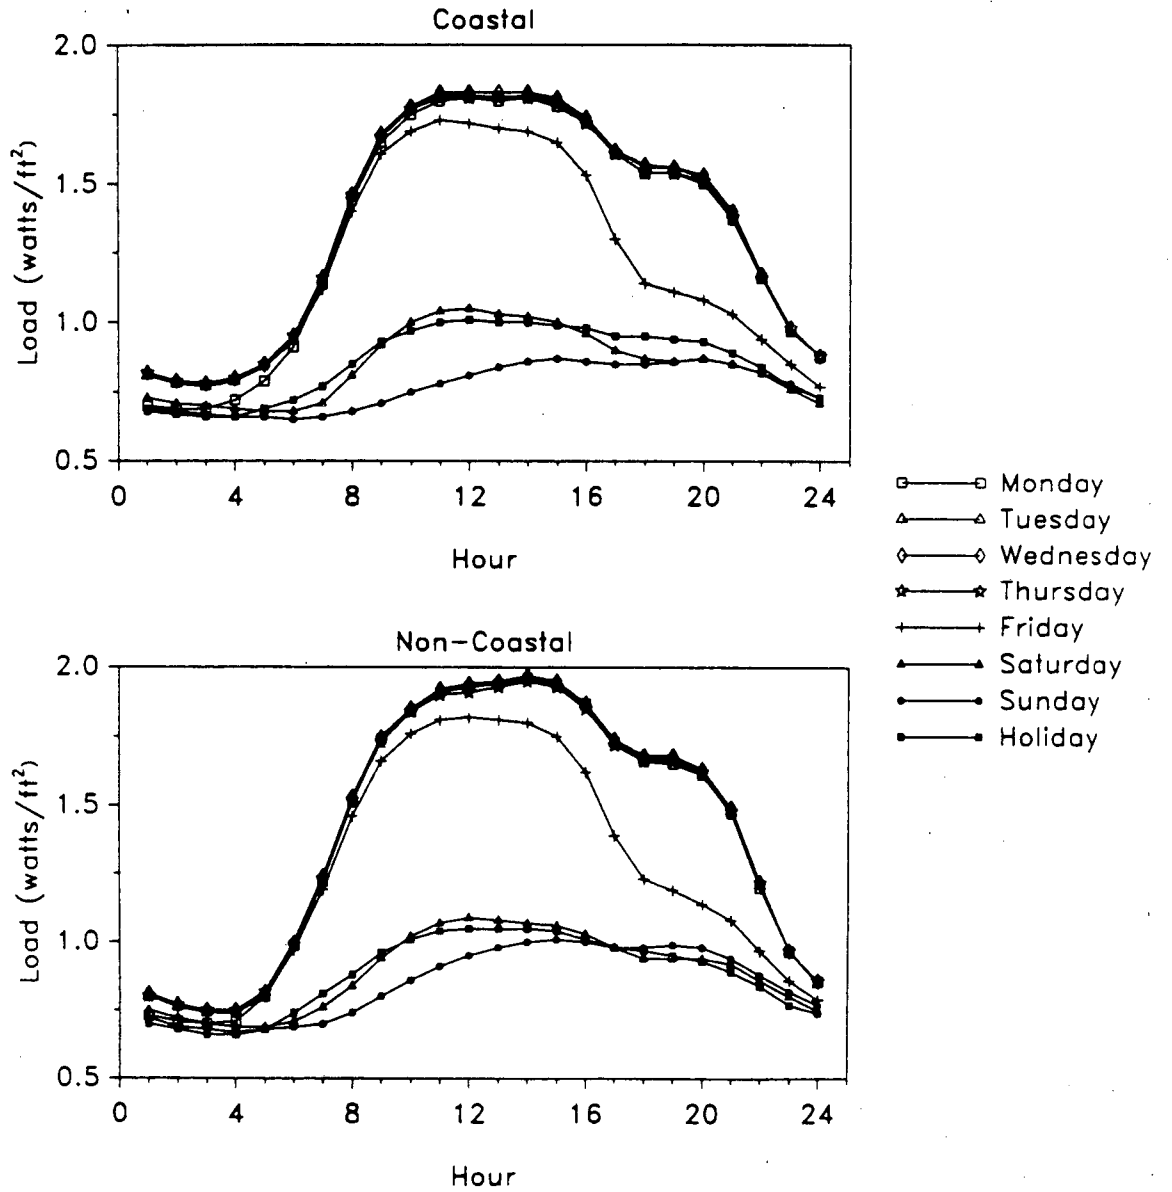 Coastal
2.0
1.5
1.0
0.5
Load (watts/ft²)
0 4 8 12 16 20 24
Hour
Monday
Tuesday
Wednesday
Thursday
Friday
Saturday
Sunday
Holiday
Non-Coastal
2.0
1.5
1.0
0.5
Load (watts/ft²)
0 4 8 12 16 20 24
Hour